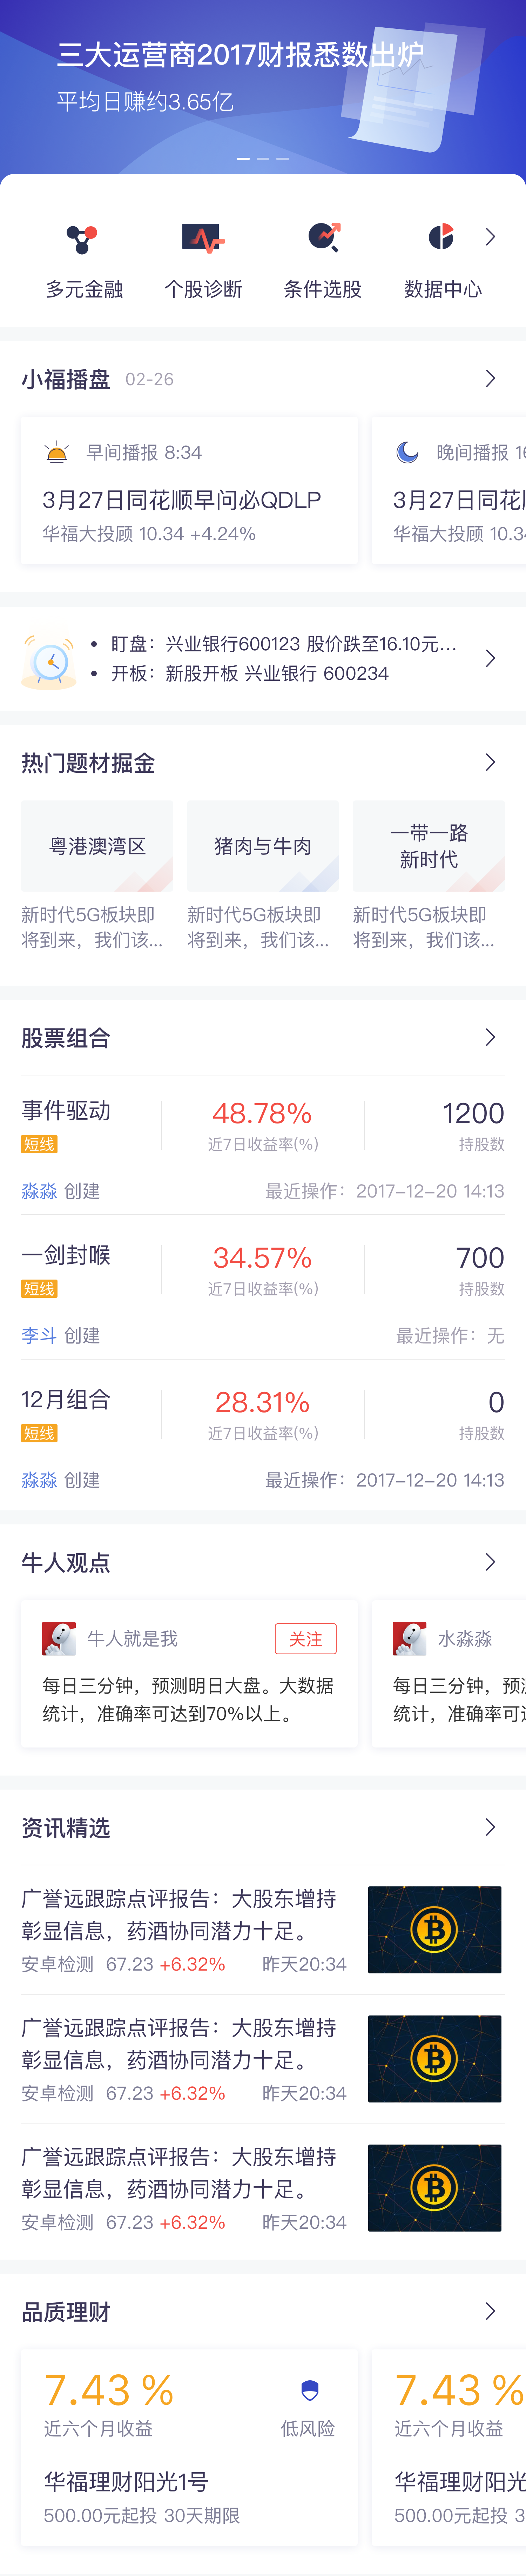 三大运营商2017财报悉数出炉
平均日赚约3.65亿
多元金融 个股诊断 条件选股 数据中心
小福播盘 02-26
早间播报 8:34
3月27日同花顺早间必QDLP
华福大投顾 10.34 +4.24%
晚间播报
3月27日同花
华福大投顾 10.34
• 盯盘：兴业银行600123 股价跌至16.10元...
• 开板：新股开板 兴业银行 600234
热门题材掘金
粤港澳湾区
猪肉与牛肉
一带一路
新时代
新时代5G板块即
将到来，我们该...
新时代5G板块即
将到来，我们该...
新时代5G板块即
将到来，我们该...
股票组合
事件驱动 48.78% 1200
短线 近7日收益率(%) 持股数
淼淼 创建 最近操作：2017-12-20 14:13
一剑封喉 34.57% 700
短线 近7日收益率(%) 持股数
李斗 创建 最近操作：无
12月组合 28.31% 0
短线 近7日收益率(%) 持股数
淼淼 创建 最近操作：2017-12-20 14:13
牛人观点
牛人就是我 关注
每日三分钟，预测明日大盘。大数据
统计，准确率可达到70%以上。
水淼淼
每日三分钟，预
统计，准确率可
资讯精选
广誉远跟踪点评报告：大股东增持
彰显信息，药酒协同潜力十足。
安卓检测 67.23 +6.32% 昨天20:34
广誉远跟踪点评报告：大股东增持
彰显信息，药酒协同潜力十足。
安卓检测 67.23 +6.32% 昨天20:34
广誉远跟踪点评报告：大股东增持
彰显信息，药酒协同潜力十足。
安卓检测 67.23 +6.32% 昨天20:34
品质理财
7.43 %
近六个月收益 低风险
华福理财阳光1号
500.00元起投 30天期限
7.43 %
近六个月收益
华福理财阳光
500.00元起投